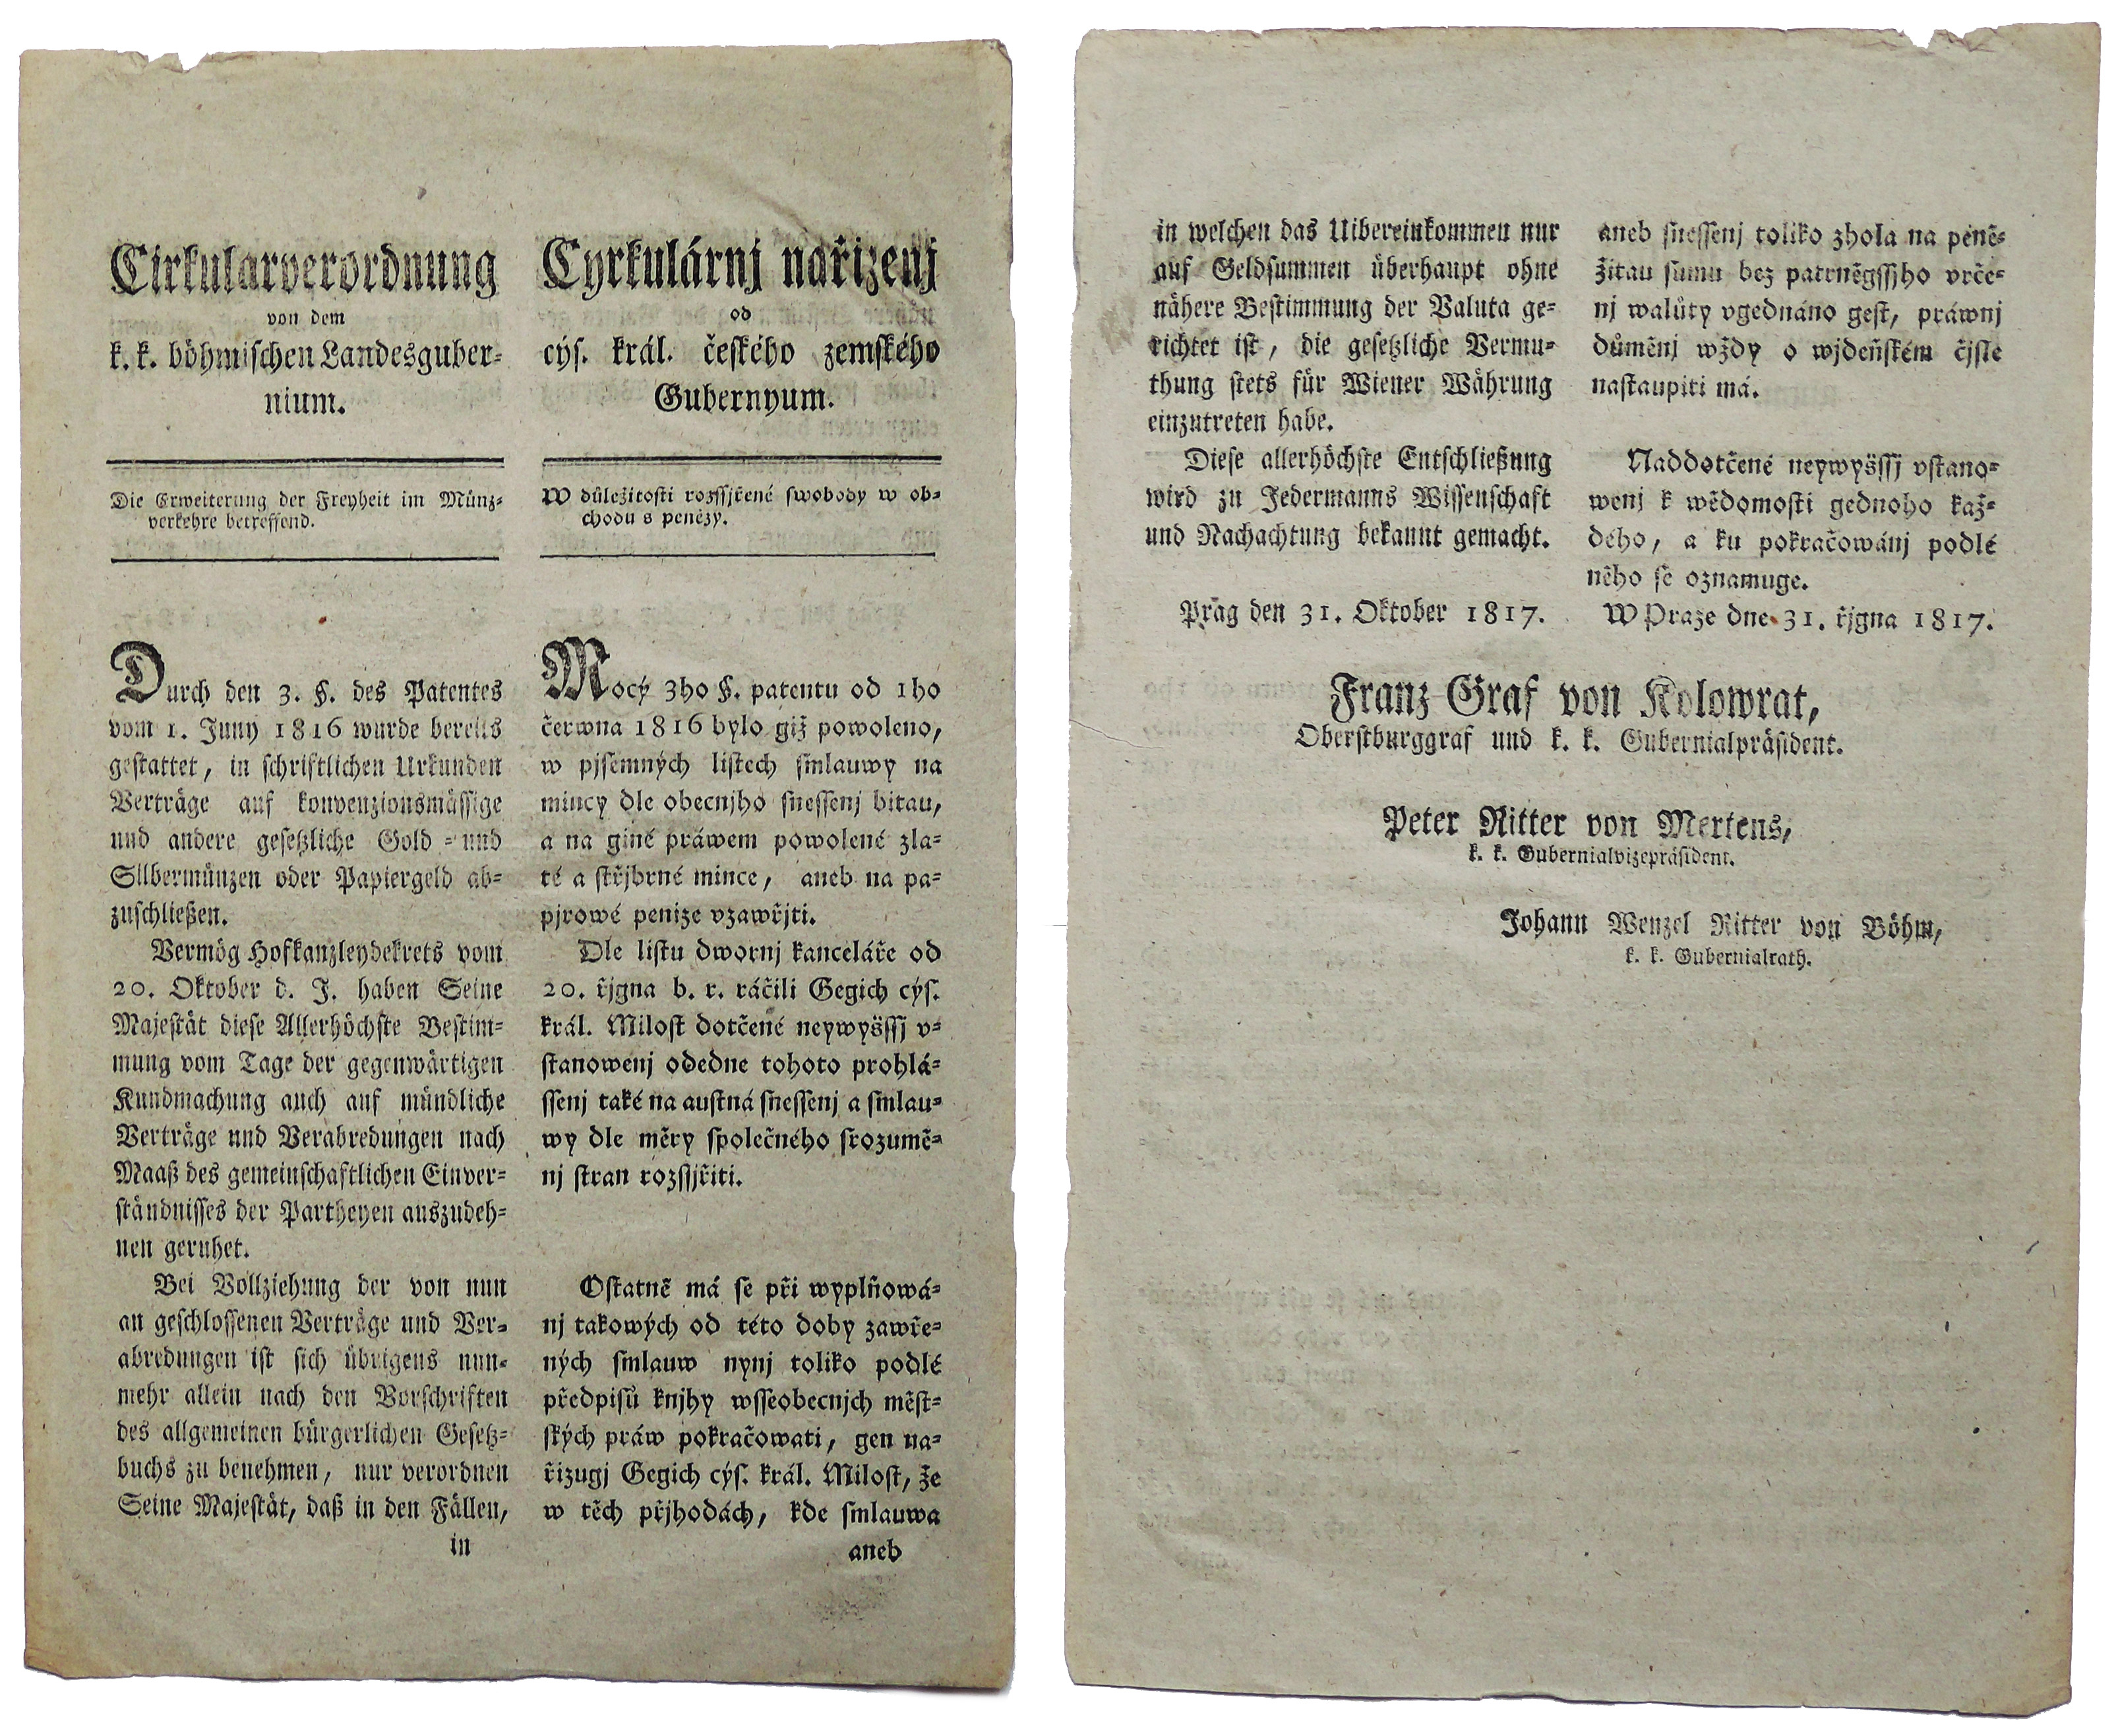 Cirkularverordnung
von dem
k. k. böhmischen Landesguber-
nium.
Die Erweiterung der Freyheit im Münz-
verkehre betreffend.
Durch den 3. §. des Patentes
vom 1. Juny 1816 wurde bereits
gestattet, in schriftlichen Urkunden
Verträge auf konvenzionsmässige
und andere gesetzliche Gold- und
Silbermünzen oder Papiergeld ab-
zuschließen.
Vermög Hofkanzleydekrets vom
20. Oktober d. J. haben Seine
Majestät diese Allerhöchste Bestim-
mung vom Tage der gegenwärtigen
Kundmachung auch auf mündliche
Verträge und Verabredungen nach
Maaß des gemeinschaftlichen Einver-
ständnisses der Partheyen auszudeh-
nen geruhet.
Bei Vollziehung der von nun
an geschlossenen Verträge und Ver-
abredungen ist sich übrigens nun-
mehr allein nach den Vorschriften
des allgemeinen bürgerlichen Gesetz-
buchs zu benehmen, nur verordnen
Seine Majestät, daß in den Fällen,
in
Cyrkulárnj nařizenj
od
cýs. král. českého zemského
Gubernyum.
W důležitosti rozssjřené swobody w ob-
chodu s penězy.
Mocý 3ho §. patentu od 1ho
čerwna 1816 bylo giž powoleno,
w pjsemných listech smlauwy na
mincy dle obecnjho snessenj bitau,
a na giné práwem powolené zla-
té a střjbrné mince, aneb na pa-
pjrowé penize vzawřjti.
Dle listu dwornj kanceláře od
20. řjgna b. r. ráčili Gegich cýs.
král. Milost dotčené neywyšssj v-
stanowenj odedne tohoto prohlá-
ssenj také na austná snessenj a smlau-
wy dle měry společného srozumě-
nj stran rozssjřiti.
Ostatně má se při wyplňowá-
nj takowých od této doby zawře-
ných smlauw nynj toliko podlé
předpisů knjhy wsseobecnjch měst-
ských práw pokračowati, gen na-
řizugj Gegich cýs. král. Milost, že
w těch přjhodách, kde smlauwa
aneb
in welchen das Uibereinkommen nur
auf Geldsummen überhaupt ohne
nähere Bestimmung der Valuta ge-
richtet ist, die gesetzliche Vermu-
thung stets für Wiener Währung
einzutreten habe.
Diese allerhöchste Entschließung
wird zu Jedermanns Wissenschaft
und Nachachtung bekannt gemacht.
Prag den 31. Oktober 1817.
aneb snessenj toliko zhola na peně-
žitau sumu bez patrněgssjho vrče-
nj walůty vgednáno gest, práwnj
důměnj wždy o wjdeňském čjsle
nastaupiti má.
Naddotčené neywyšssj vstano-
wenj k wědomosti gednoho kaž-
dého, a ku pokračowánj podlé
něho se oznamuge.
W Praze dne 31. řjgna 1817.
Franz Graf von Kolowrat,
Oberstburggraf und k. k. Gubernialpräsident.
Peter Ritter von Mertens,
k. k. Gubernialvizepräsident.
Johann Wenzel Ritter von Böhm,
k. k. Gubernialrath.